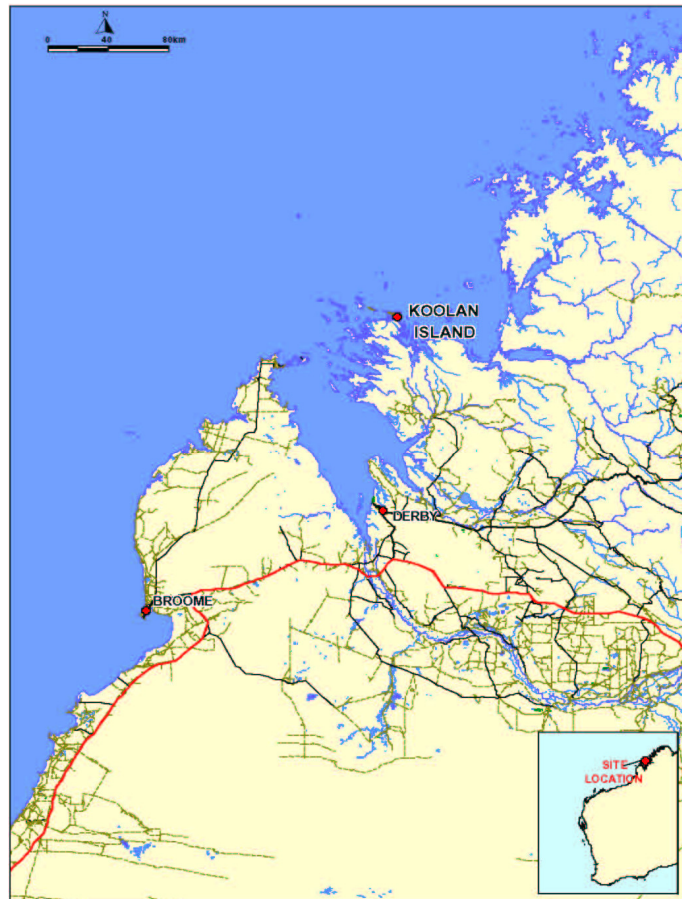 N
0 40 80km
KOOLAN
ISLAND
DERBY
BROOME
SITE
LOCATION